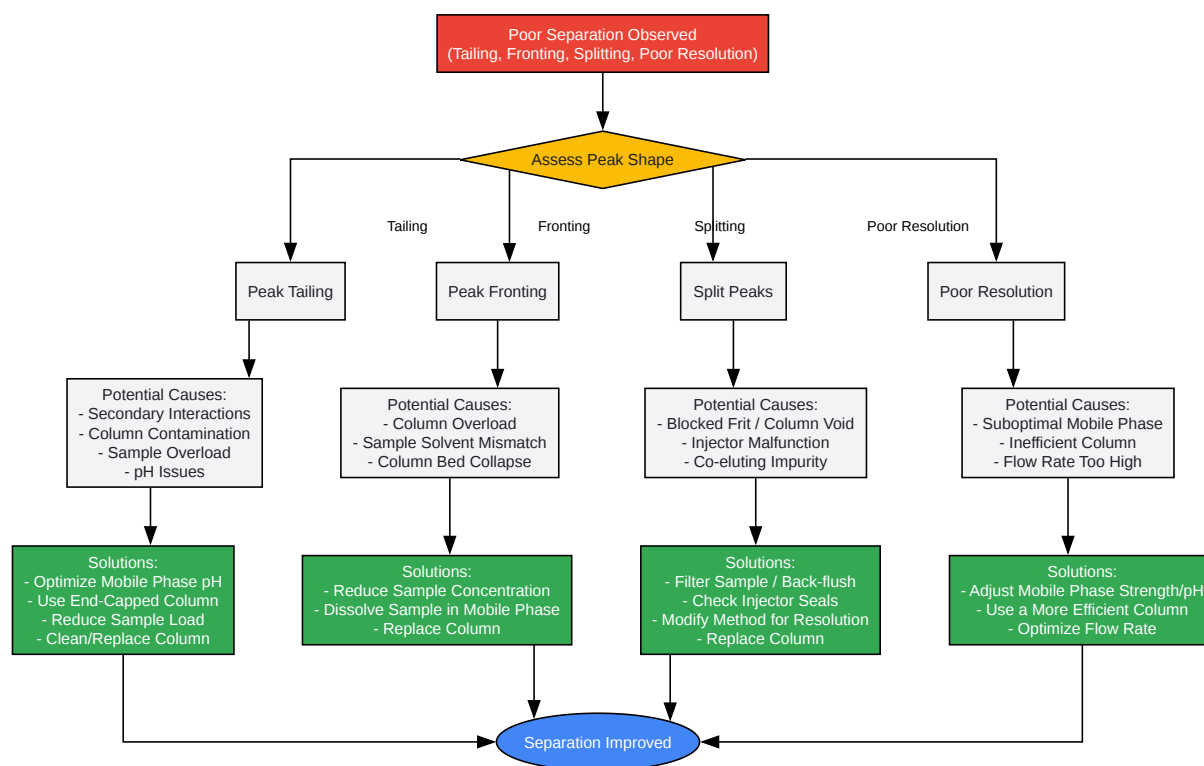 Poor Separation Observed
(Tailing, Fronting, Splitting, Poor Resolution)
Assess Peak Shape
Tailing
Fronting
Splitting
Poor Resolution
Peak Tailing
Peak Fronting
Split Peaks
Poor Resolution
Potential Causes:
- Secondary Interactions
- Column Contamination
- Sample Overload
- pH Issues
Potential Causes:
- Column Overload
- Sample Solvent Mismatch
- Column Bed Collapse
Potential Causes:
- Blocked Frit / Column Void
- Injector Malfunction
- Co-eluting Impurity
Potential Causes:
- Suboptimal Mobile Phase
- Inefficient Column
- Flow Rate Too High
Solutions:
- Optimize Mobile Phase pH
- Use End-Capped Column
- Reduce Sample Load
- Clean/Replace Column
Solutions:
- Reduce Sample Concentration
- Dissolve Sample in Mobile Phase
- Replace Column
Solutions:
- Filter Sample / Back-flush
- Check Injector Seals
- Modify Method for Resolution
- Replace Column
Solutions:
- Adjust Mobile Phase Strength/pH
- Use a More Efficient Column
- Optimize Flow Rate
Separation Improved